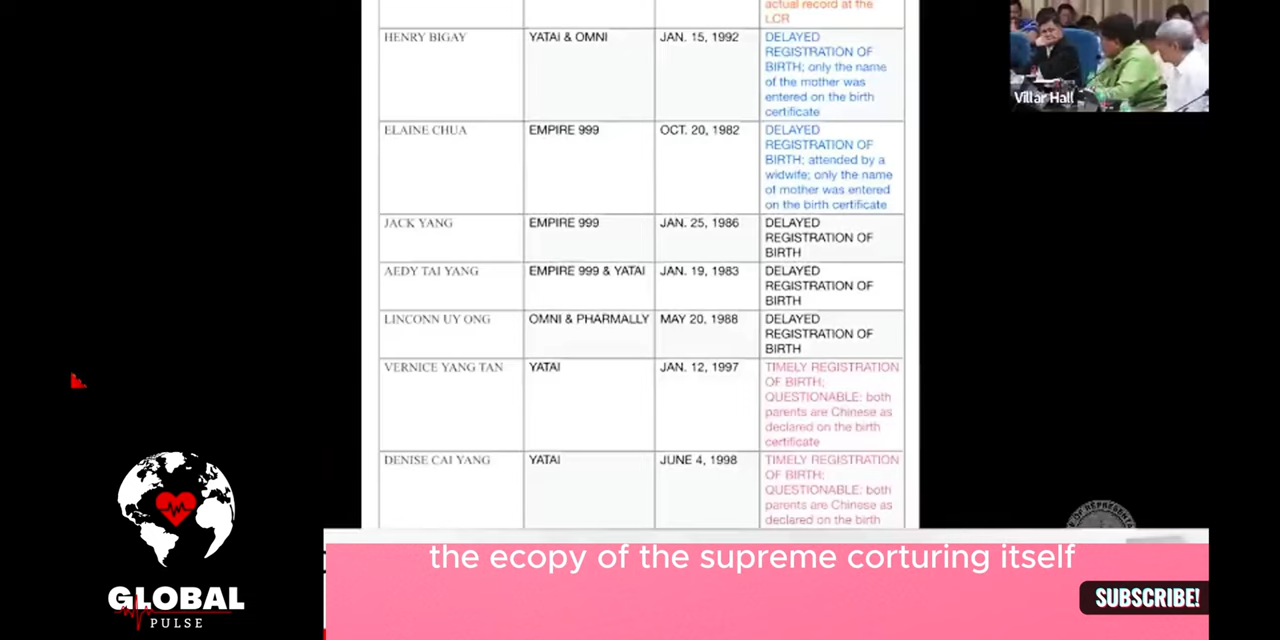 actual record at the
LCR
HENRY BIGAY YATAI & OMNI JAN. 15, 1992 DELAYED
REGISTRATION OF
BIRTH; only the name
of the mother was
entered on the birth
certificate
ELAINE CHUA EMPIRE 999 OCT. 20, 1982 DELAYED
REGISTRATION OF
BIRTH; attended by a
widwife; only the name
of mother was entered
on the birth certificate
JACK YANG EMPIRE 999 JAN. 25, 1986 DELAYED
REGISTRATION OF
BIRTH
AEDY TAI YANG EMPIRE 999 & YATAI JAN. 19, 1983 DELAYED
REGISTRATION OF
BIRTH
LINCONN UY ONG OMNI & PHARMALLY MAY 20, 1988 DELAYED
REGISTRATION OF
BIRTH
VERNICE YANG TAN YATAI JAN. 12, 1997 TIMELY REGISTRATION
OF BIRTH;
QUESTIONABLE: both
parents are Chinese as
declared on the birth
certificate
DENISE CAI YANG YATAI JUNE 4, 1998 TIMELY REGISTRATION
OF BIRTH;
QUESTIONABLE: both
parents are Chinese as
declared on the birth
Villar Hall
the ecopy of the supreme corturing itself
SUBSCRIBE!
GLOBAL
PULSE